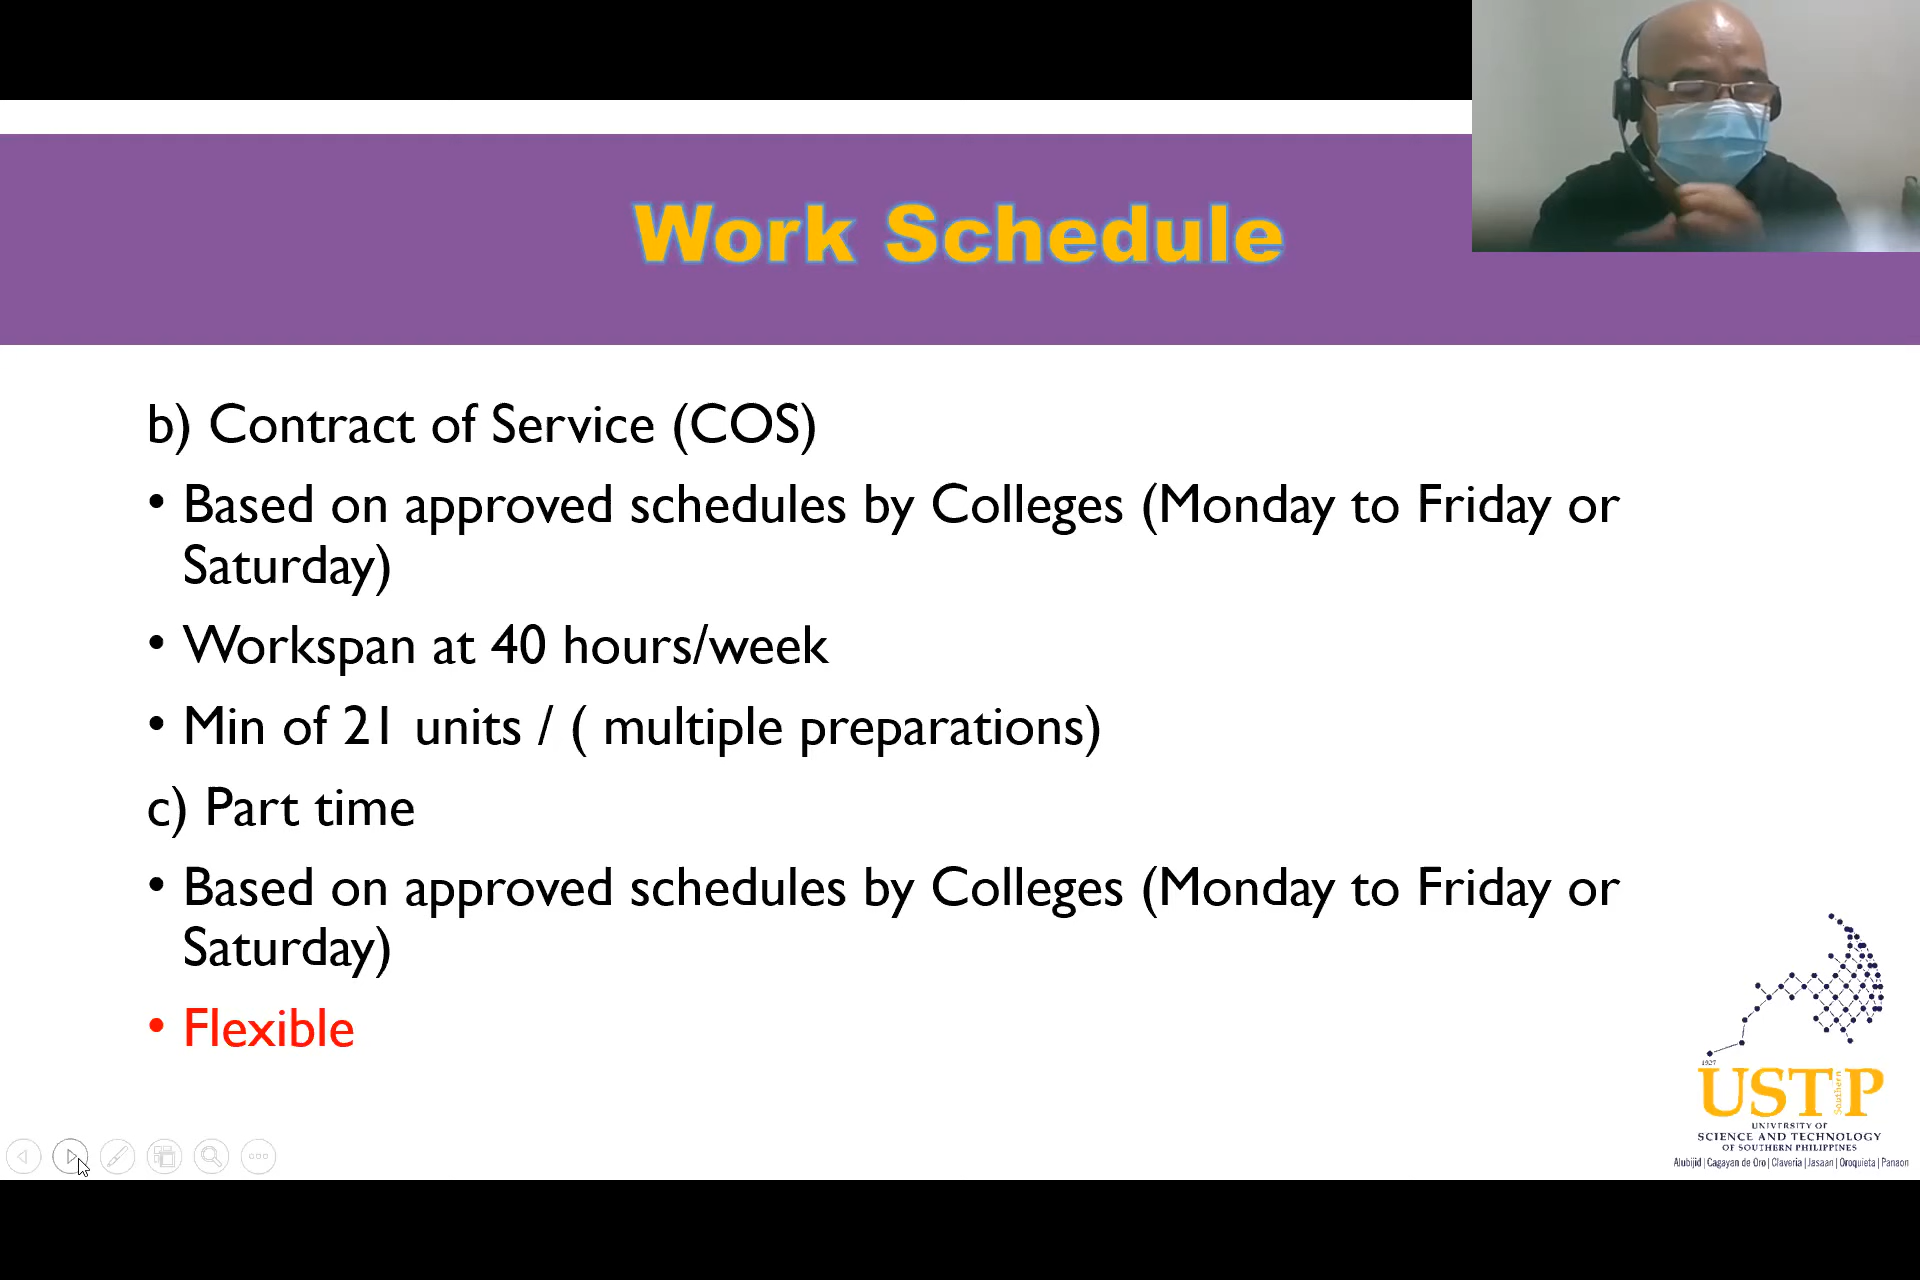 Work Schedule
b) Contract of Service (COS)
• Based on approved schedules by Colleges (Monday to Friday or
Saturday)
• Workspan at 40 hours/week
• Min of 21 units / ( multiple preparations)
c) Part time
• Based on approved schedules by Colleges (Monday to Friday or
Saturday)
• Flexible
1927
USTP
Southern
UNIVERSITY OF
SCIENCE AND TECHNOLOGY
OF SOUTHERN PHILIPPINES
Alubijid | Cagayan de Oro | Claveria | Jasaan | Oroquieta | Panaon